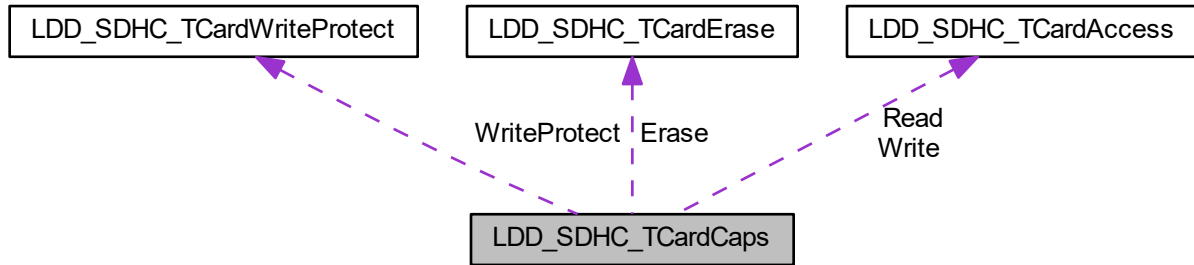 LDD_SDHC_TCardWriteProtect
LDD_SDHC_TCardErase
LDD_SDHC_TCardAccess
WriteProtect
Erase
Read
Write
LDD_SDHC_TCardCaps